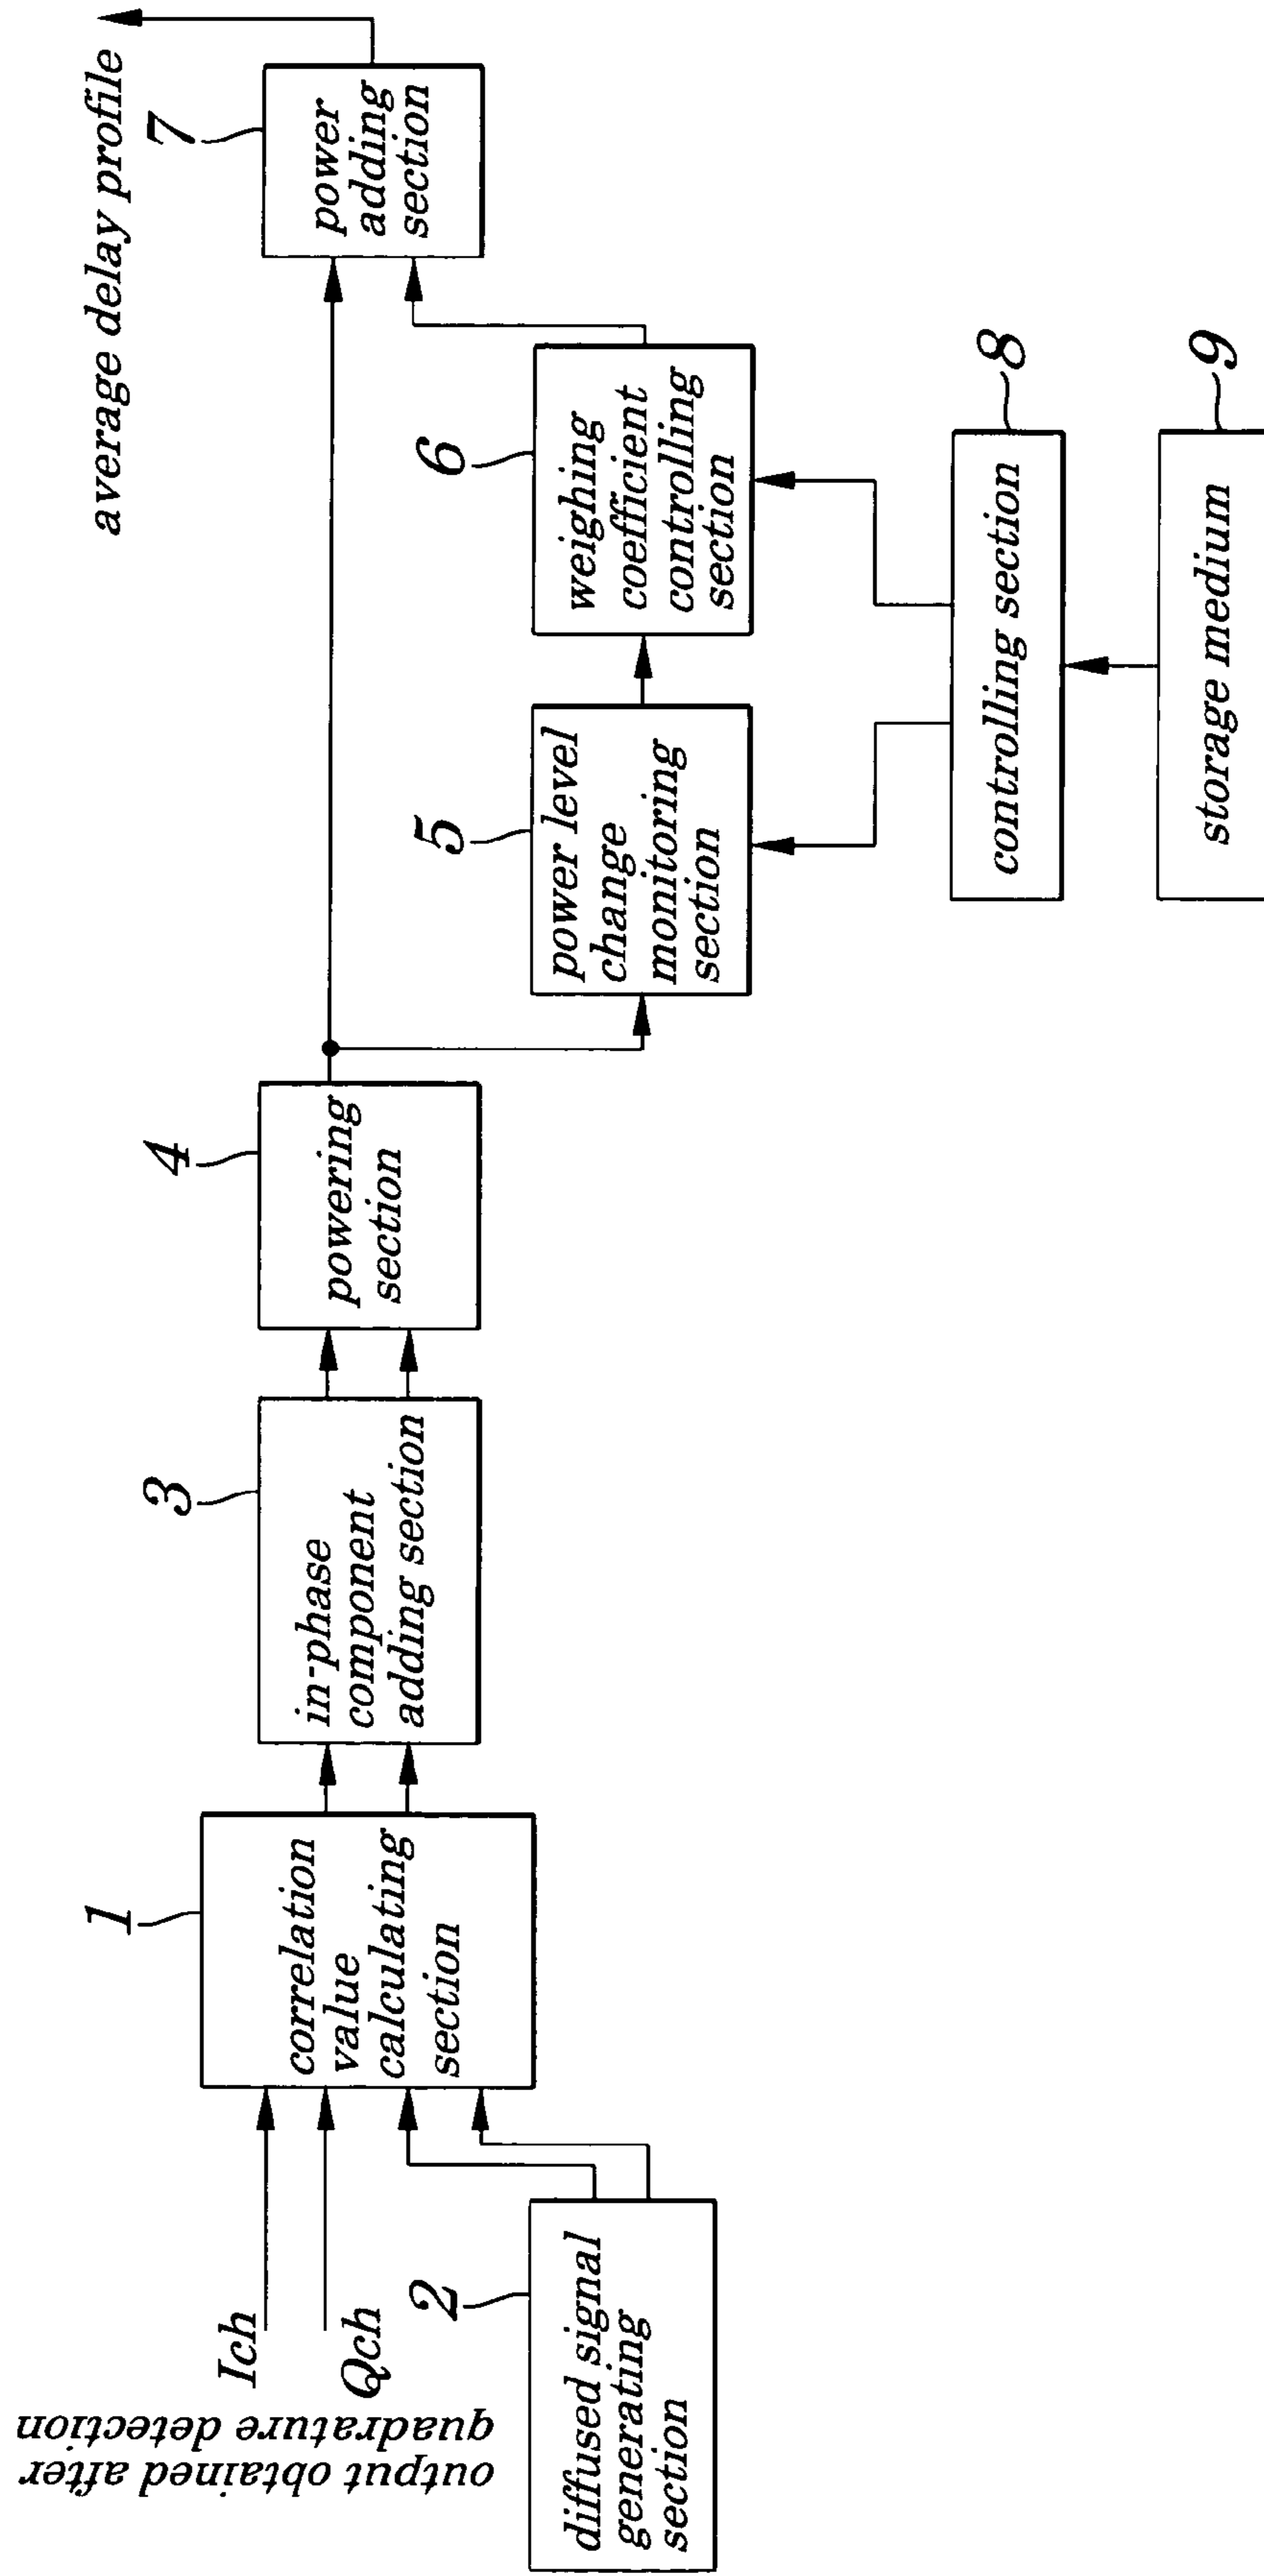 output obtained after
quadrature detection
Ich
Qch
2
diffused signal
generating
section
1
correlation
value
calculating
section
3
in-phase
component
adding section
4
powering
section
5
power level
change
monitoring
section
6
weighing
coefficient
controlling
section
7
power
adding
section
average delay profile
controlling section
8
storage medium
9